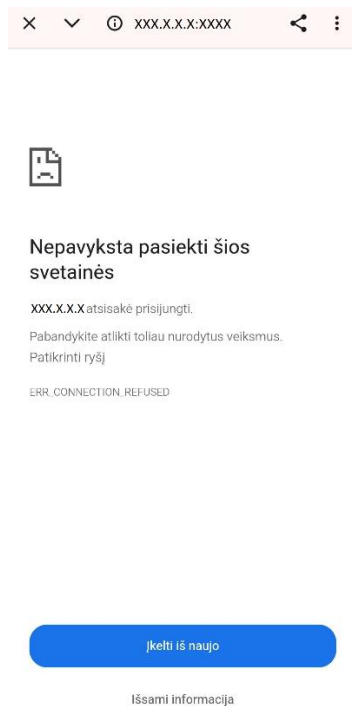 XXX.X.X.X:XXXX
Nepavyksta pasiekti šios
svetainės
XXX.X.X.X atsisakė prisijungti.
Pabandykite atlikti toliau nurodytus veiksmus.
Patikrinti ryšį
ERR_CONNECTION_REFUSED
Įkelti iš naujo
Išsami informacija